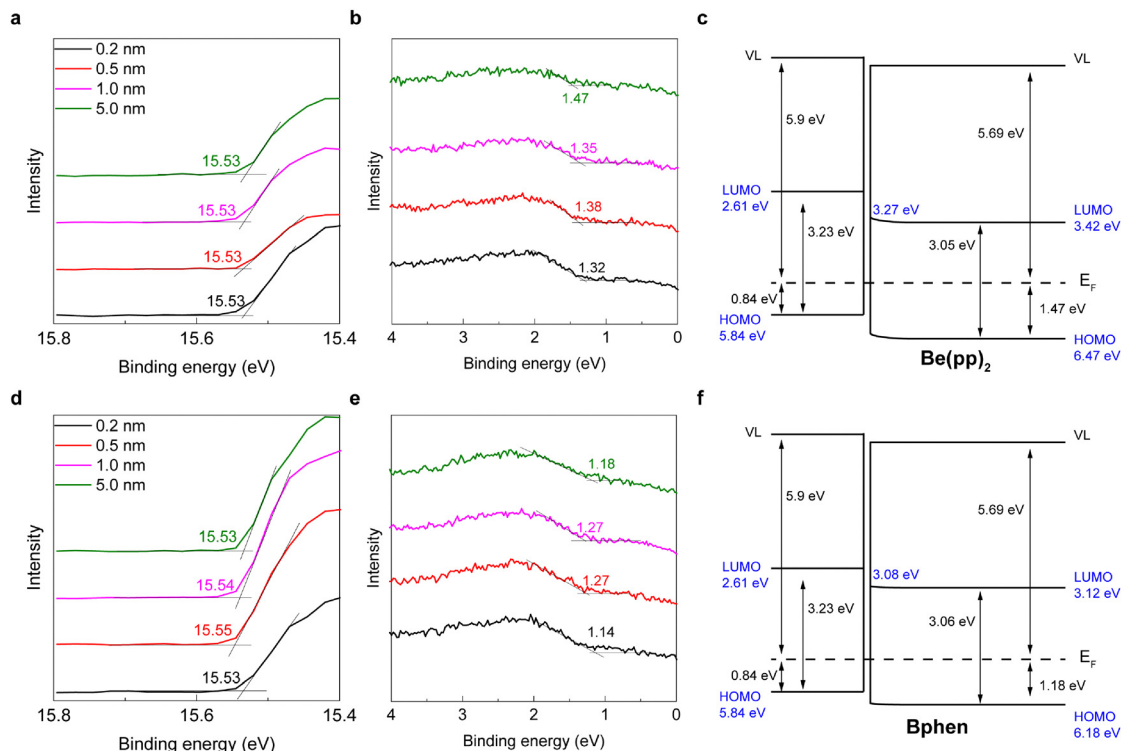 a
0.2 nm
0.5 nm
1.0 nm
5.0 nm
15.53
15.53
15.53
15.53
Intensity
15.8
15.6
15.4
Binding energy (eV)
b
1.47
1.35
1.38
1.32
Intensity
4
3
2
1
0
Binding energy (eV)
c
VL
VL
5.9 eV
5.69 eV
LUMO
2.61 eV
3.27 eV
LUMO
3.42 eV
3.23 eV
3.05 eV
E_F
0.84 eV
1.47 eV
HOMO
5.84 eV
HOMO
6.47 eV
Be(pp)₂
d
0.2 nm
0.5 nm
1.0 nm
5.0 nm
15.53
15.54
15.55
15.53
Intensity
15.8
15.6
15.4
Binding energy (eV)
e
1.18
1.27
1.27
1.14
Intensity
4
3
2
1
0
Binding energy (eV)
f
VL
VL
5.9 eV
5.69 eV
LUMO
2.61 eV
3.08 eV
LUMO
3.12 eV
3.23 eV
3.06 eV
E_F
0.84 eV
1.18 eV
HOMO
5.84 eV
HOMO
6.18 eV
Bphen